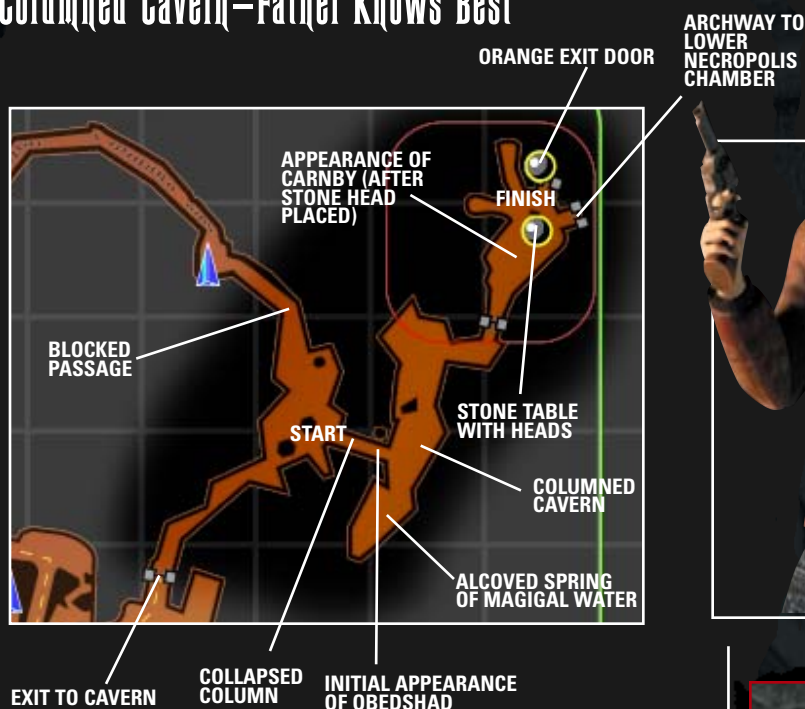 Columned Cavern—Father Knows Best
ARCHWAY TO
LOWER
NECROPOLIS
CHAMBER
ORANGE EXIT DOOR
APPEARANCE OF
CARNBY (AFTER
STONE HEAD
PLACED)
FINISH
BLOCKED
PASSAGE
START
STONE TABLE
WITH HEADS
COLUMNED
CAVERN
ALCOVED SPRING
OF MAGIGAL WATER
EXIT TO CAVERN
COLLAPSED
COLUMN
INITIAL APPEARANCE
OF OBEDSHAD